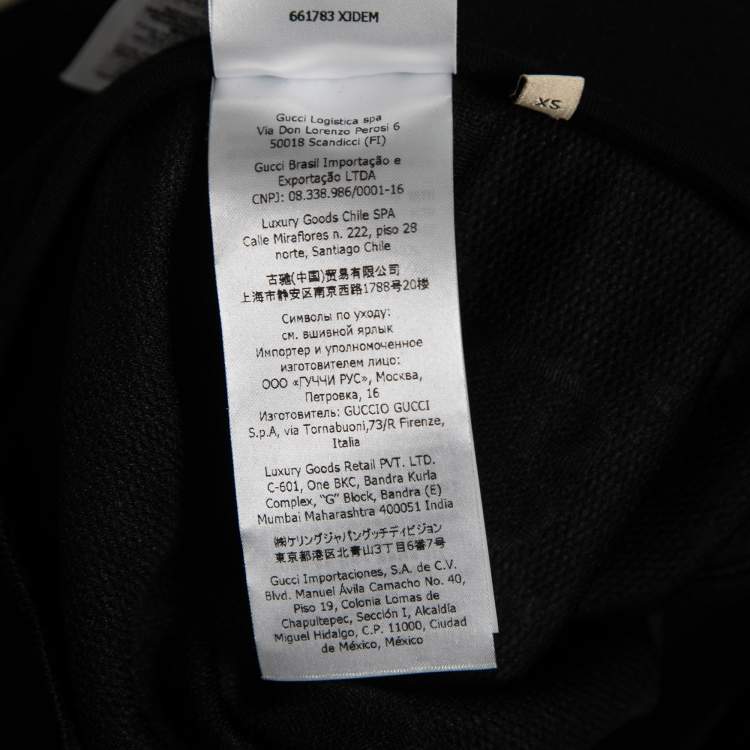 661783 XJDEM
XS
Gucci Logistica spa
Via Don Lorenzo Perosi 6
50018 Scandicci (FI)
Gucci Brasil Importação e
Exportação LTDA
CNPJ: 08.338.986/0001-16
Luxury Goods Chile SPA
Calle Miraflores n. 222, piso 28
norte, Santiago Chile
古驰(中国)贸易有限公司
上海市静安区南京西路1788号20楼
Символы по уходу:
см. вшивной ярлык
Импортер и уполномоченное
изготовителем лицо:
ООО «ГУЧЧИ РУС», Москва,
Петровка, 16
Изготовитель: GUCCIO GUCCI
S.p.A, via Tornabuoni,73/R Firenze,
Italia
Luxury Goods Retail PVT. LTD.
C-601, One BKC, Bandra Kurla
Complex, "G" Block, Bandra (E)
Mumbai Maharashtra 400051 India
㈱ケリングジャパングッチディビジョン
東京都港区北青山3丁目6番7号
Gucci Importaciones, S.A. de C.V.
Blvd. Manuel Ávila Camacho No. 40,
Piso 19, Colonia Lomas de
Chapultepec, Sección I, Alcaldía
Miguel Hidalgo, C.P. 11000, Ciudad
de México, México